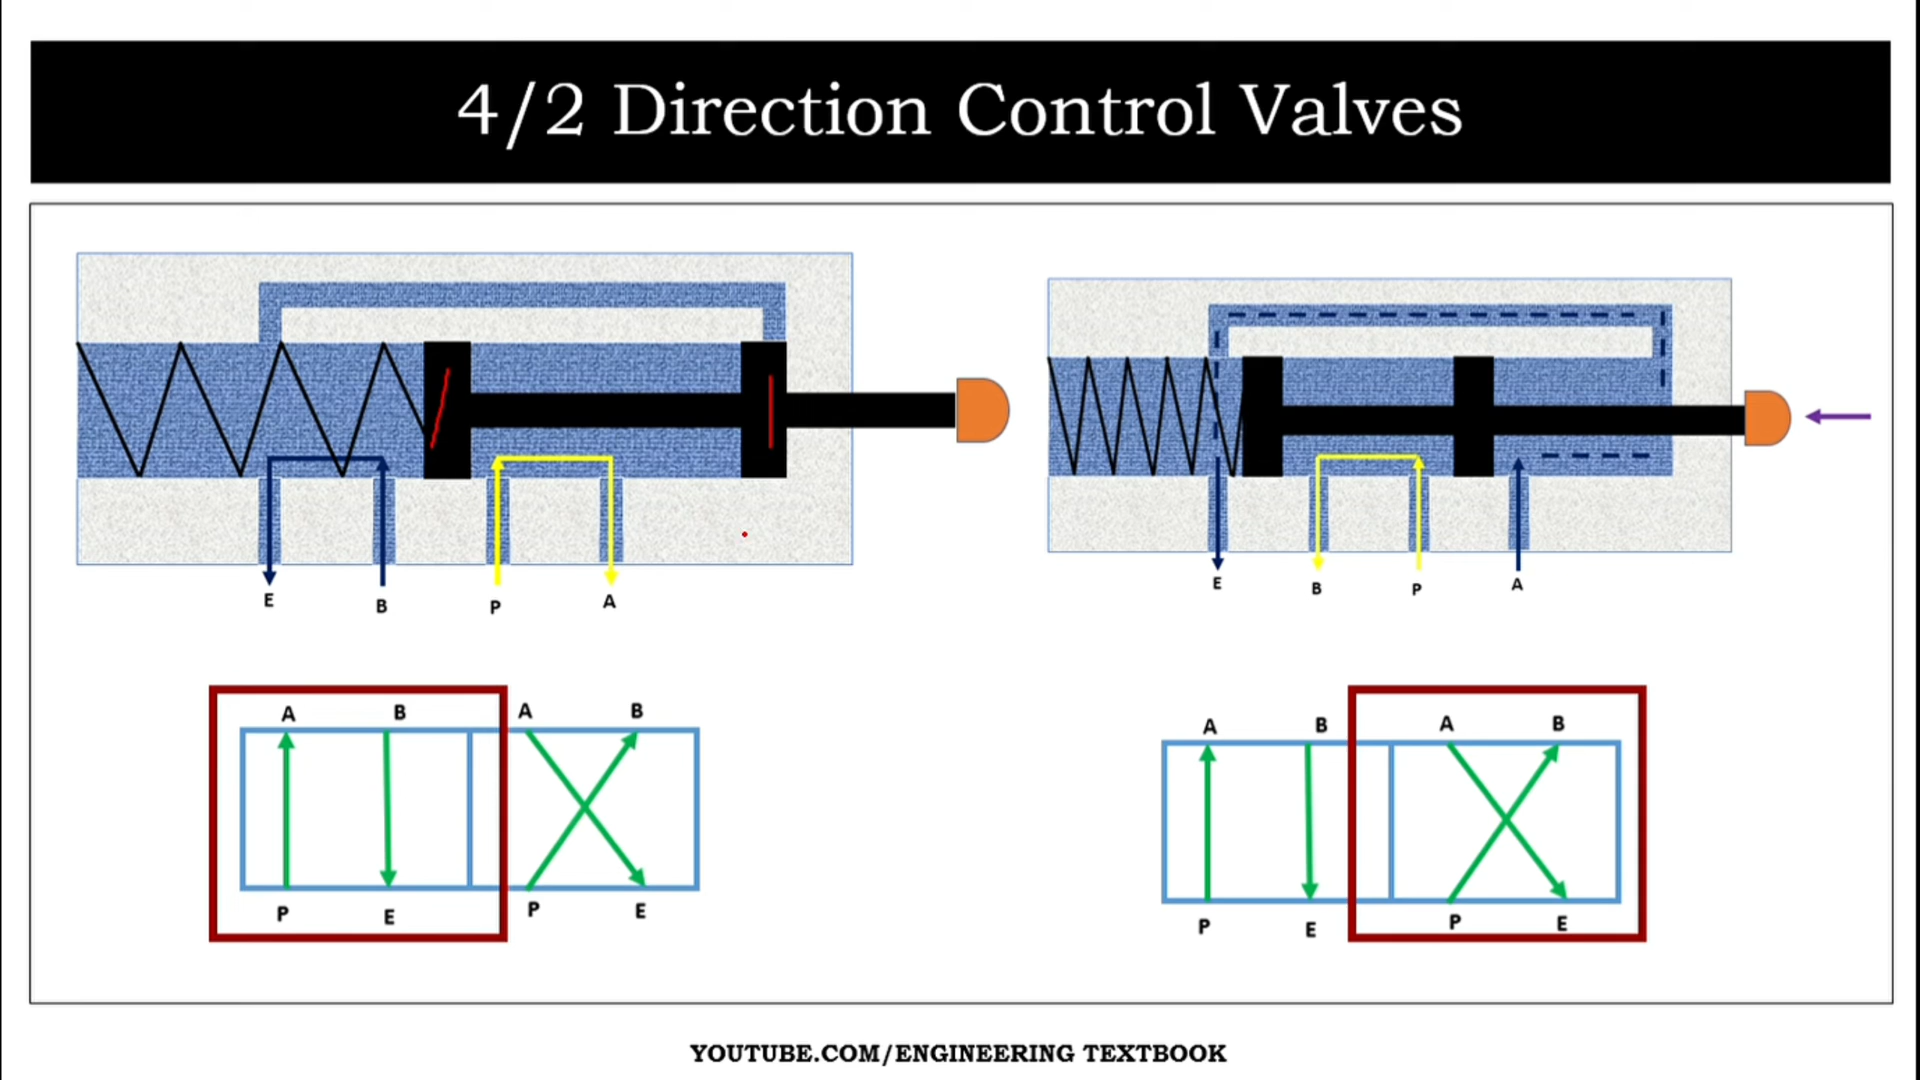 4/2 Direction Control Valves
E B P A
E B P A
A B A B
P E P E
A B A B
P E P E
YOUTUBE.COM/ENGINEERING TEXTBOOK